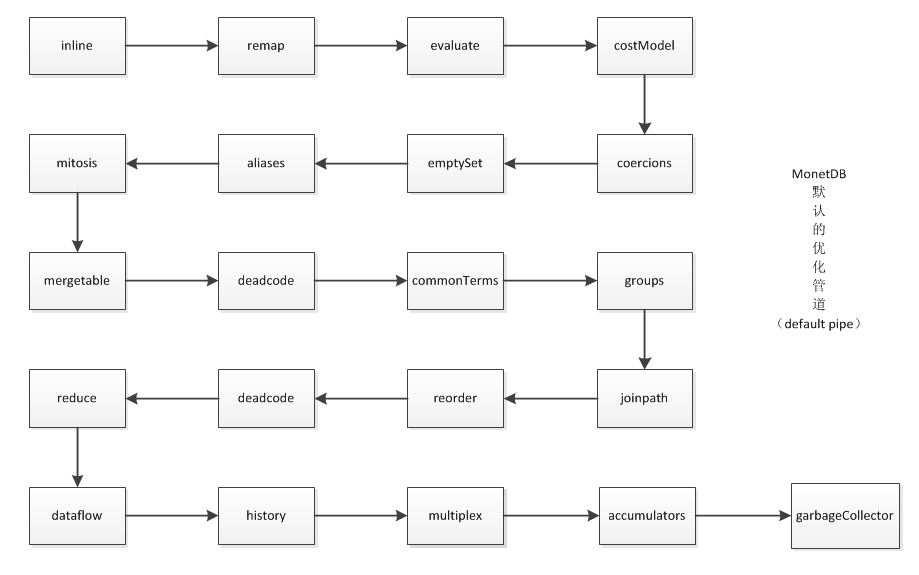 inline
remap
evaluate
costModel
mitosis
aliases
emptySet
coercions
mergetable
deadcode
commonTerms
groups
reduce
deadcode
reorder
joinpath
dataflow
history
multiplex
accumulators
garbageCollector
MonetDB
默
认
的
优
化
管
道
（default pipe）